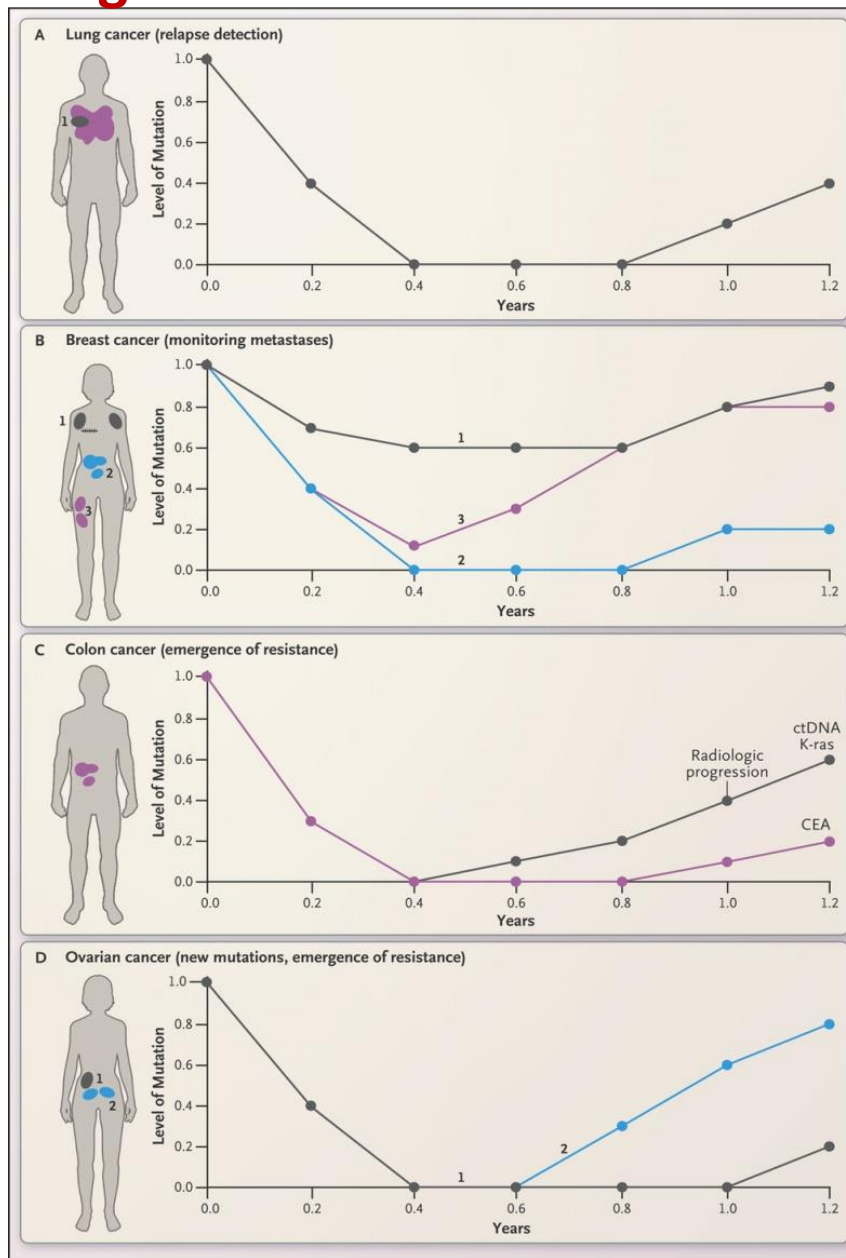 A Lung cancer (relapse detection)
1
Level of Mutation
1.0
0.8
0.6
0.4
0.2
0.0
0.0 0.2 0.4 0.6 0.8 1.0 1.2
Years
B Breast cancer (monitoring metastases)
1
2
3
Level of Mutation
1.0
0.8
0.6
0.4
0.2
0.0
1
3
2
0.0 0.2 0.4 0.6 0.8 1.0 1.2
Years
C Colon cancer (emergence of resistance)
Level of Mutation
1.0
0.8
0.6
0.4
0.2
0.0
ctDNA
K-ras
Radiologic
progression
CEA
0.0 0.2 0.4 0.6 0.8 1.0 1.2
Years
D Ovarian cancer (new mutations, emergence of resistance)
1
2
Level of Mutation
1.0
0.8
0.6
0.4
0.2
0.0
2
1
0.0 0.2 0.4 0.6 0.8 1.0 1.2
Years